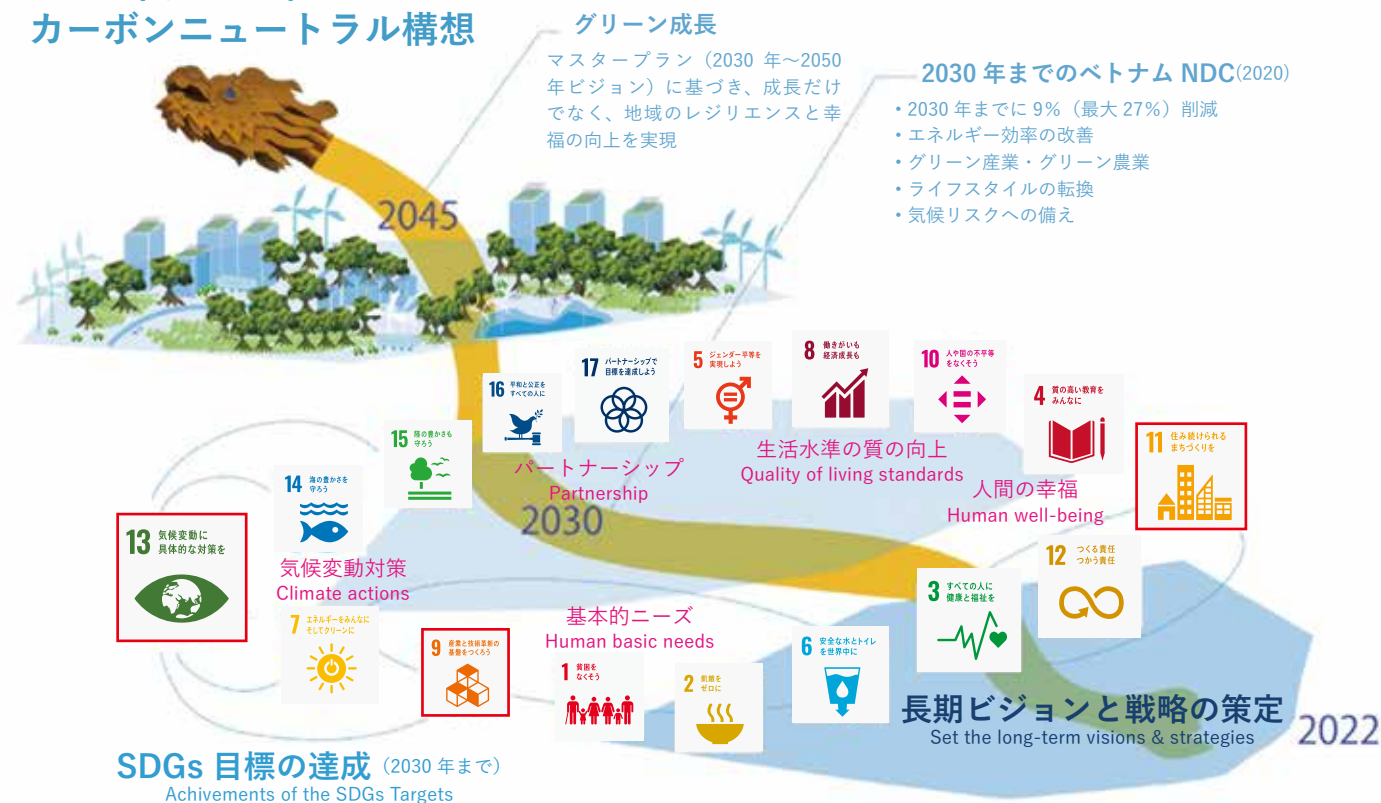 カーボンニュートラル構想
グリーン成長
マスタープラン（2030 年～2050
年ビジョン）に基づき、成長だけ
でなく、地域のレジリエンスと幸
福の向上を実現
2030 年までのベトナム NDC(2020)
・2030 年までに 9%（最大 27%）削減
・エネルギー効率の改善
・グリーン産業・グリーン農業
・ライフスタイルの転換
・気候リスクへの備え
2045
17 パートナーシップで
目標を達成しよう
5 ジェンダー平等を
実現しよう
8 働きがいも
経済成長も
10 人や国の不平等
をなくそう
16 平和と公正を
すべての人に
4 質の高い教育を
みんなに
15 陸の豊かさも
守ろう
11 住み続けられる
まちづくりを
パートナーシップ
Partnership
生活水準の質の向上
Quality of living standards
14 海の豊かさを
守ろう
人間の幸福
Human well-being
2030
13 気候変動に
具体的な対策を
12 つくる責任
つかう責任
気候変動対策
Climate actions
3 すべての人に
健康と福祉を
7 エネルギーをみんなに
そしてクリーンに
基本的ニーズ
Human basic needs
9 産業と技術革新の
基盤をつくろう
6 安全な水とトイレ
を世界中に
1 貧困を
なくそう
2 飢餓を
ゼロに
長期ビジョンと戦略の策定
Set the long-term visions & strategies
2022
SDGs 目標の達成（2030 年まで）
Achivements of the SDGs Targets